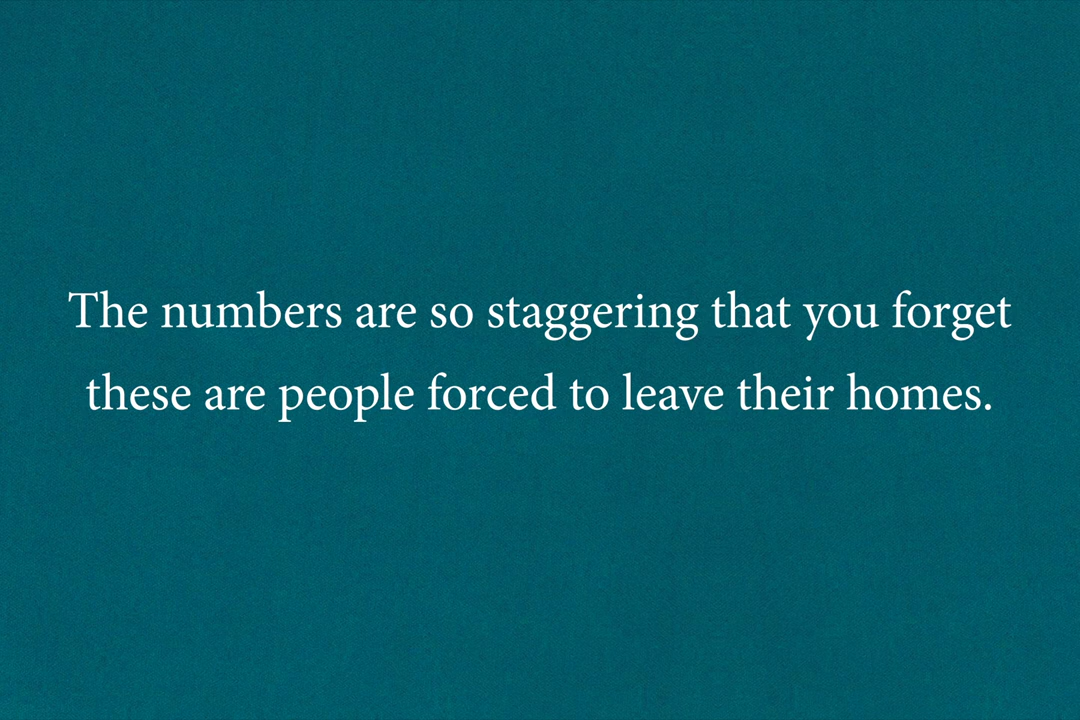 The numbers are so staggering that you forget
these are people forced to leave their homes.